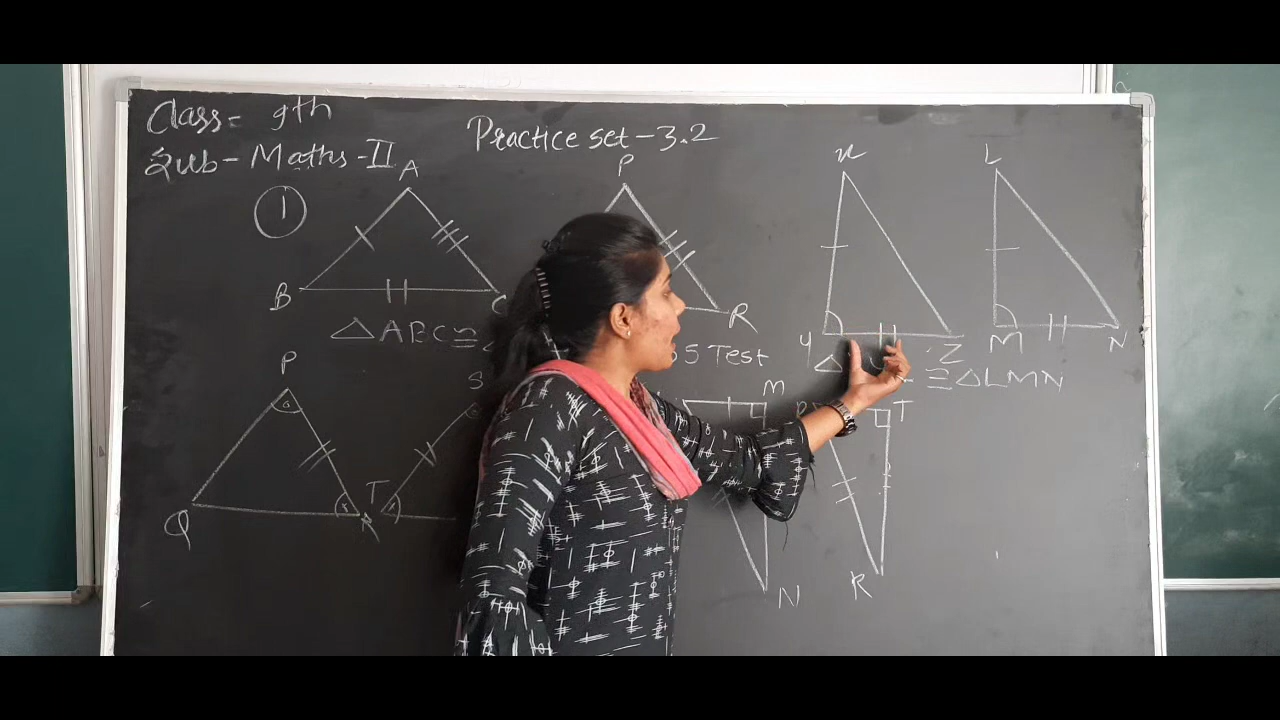 Class= 9th
Sub- Maths-II
Practice set-3.2
1
A
B
C
△ABC≅
P
R
S Test
x
y
Z
△
≅△LMN
L
M
N
P
Q
R
S
T
M
N
P
T
R